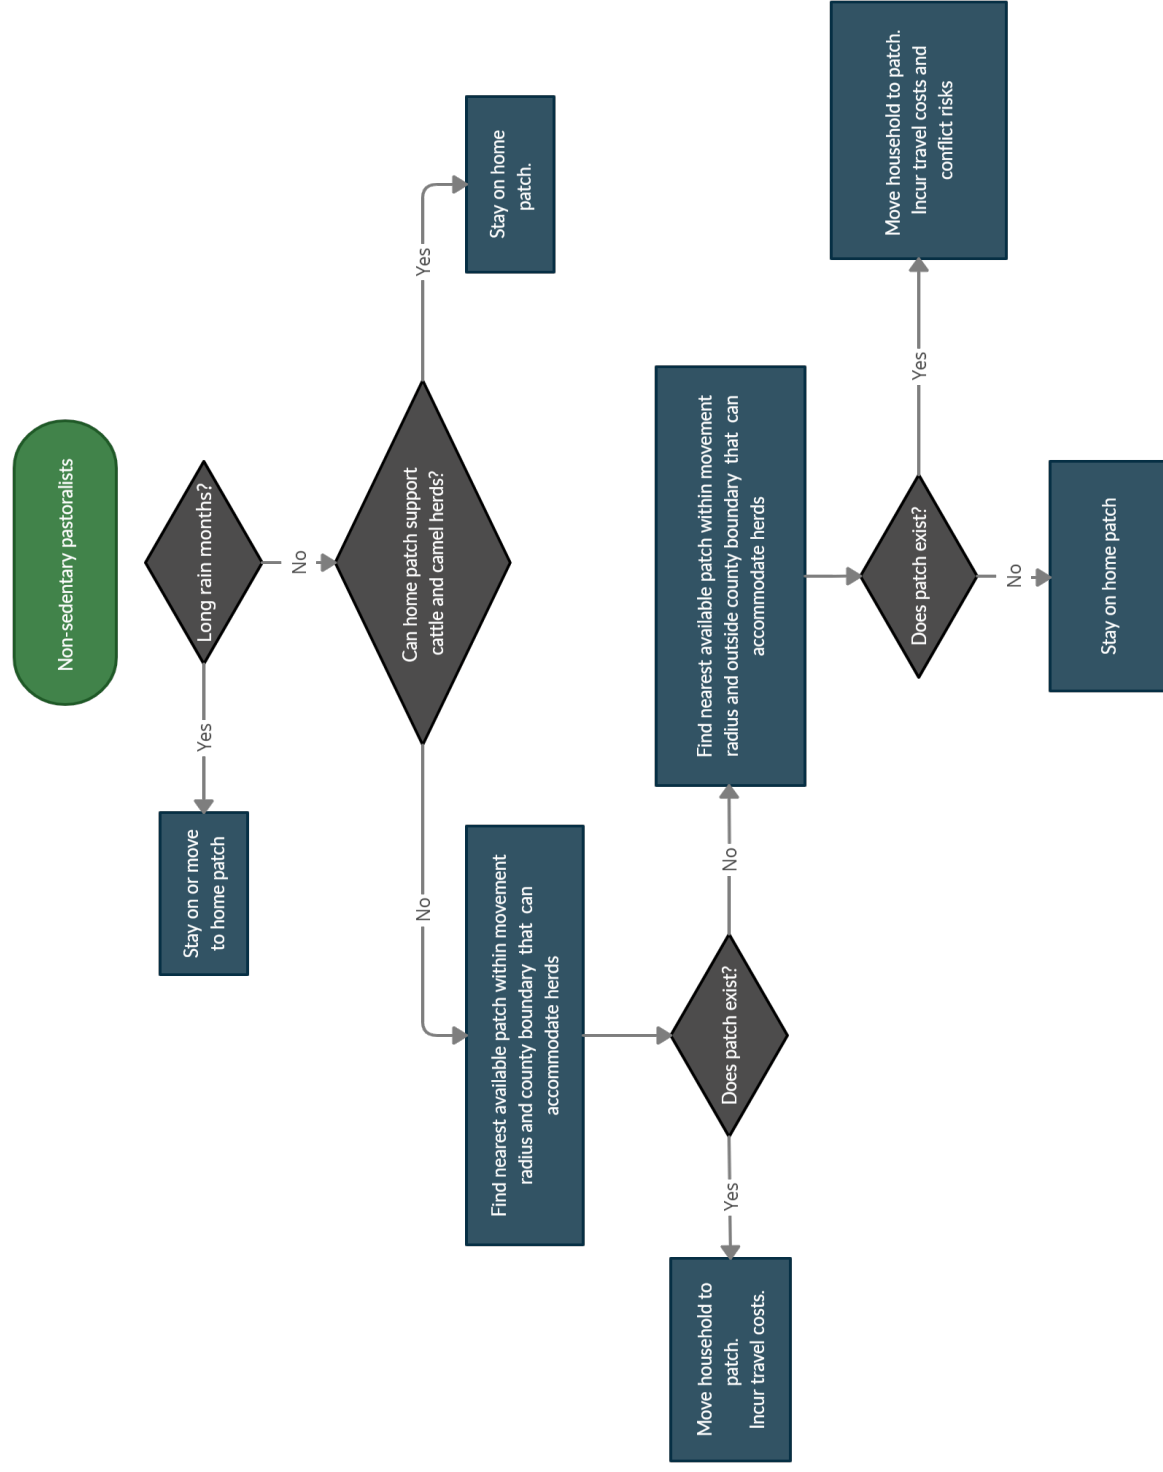 Non-sedentary pastoralists
Long rain months?
Yes
Stay on or move
to home patch
No
Can home patch support
cattle and camel herds?
Yes
Stay on home
patch.
No
Find nearest available patch within movement
radius and county boundary that can
accommodate herds
Does patch exist?
Yes
Move household to
patch.
Incur travel costs.
No
Find nearest available patch within movement
radius and outside county boundary that can
accommodate herds
Does patch exist?
Yes
Move household to patch.
Incur travel costs and
conflict risks
No
Stay on home patch